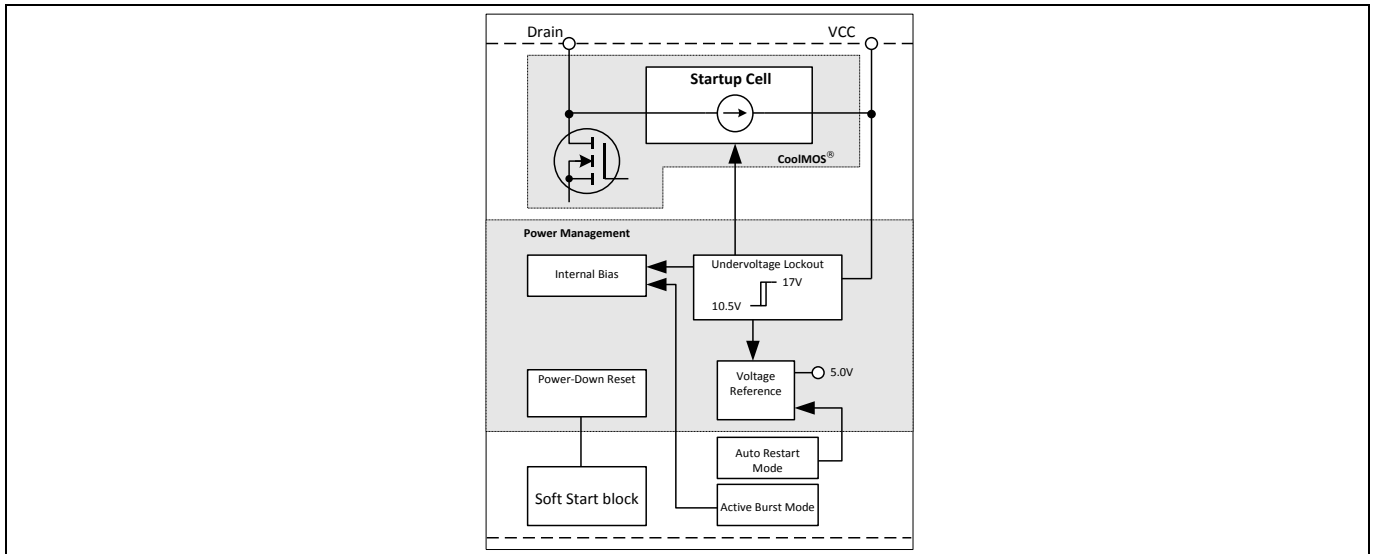 Drain
VCC
Startup Cell
CoolMOS®
Power Management
Internal Bias
Undervoltage Lockout
17V
10.5V
Power-Down Reset
Voltage
Reference
5.0V
Auto Restart
Mode
Soft Start block
Active Burst Mode